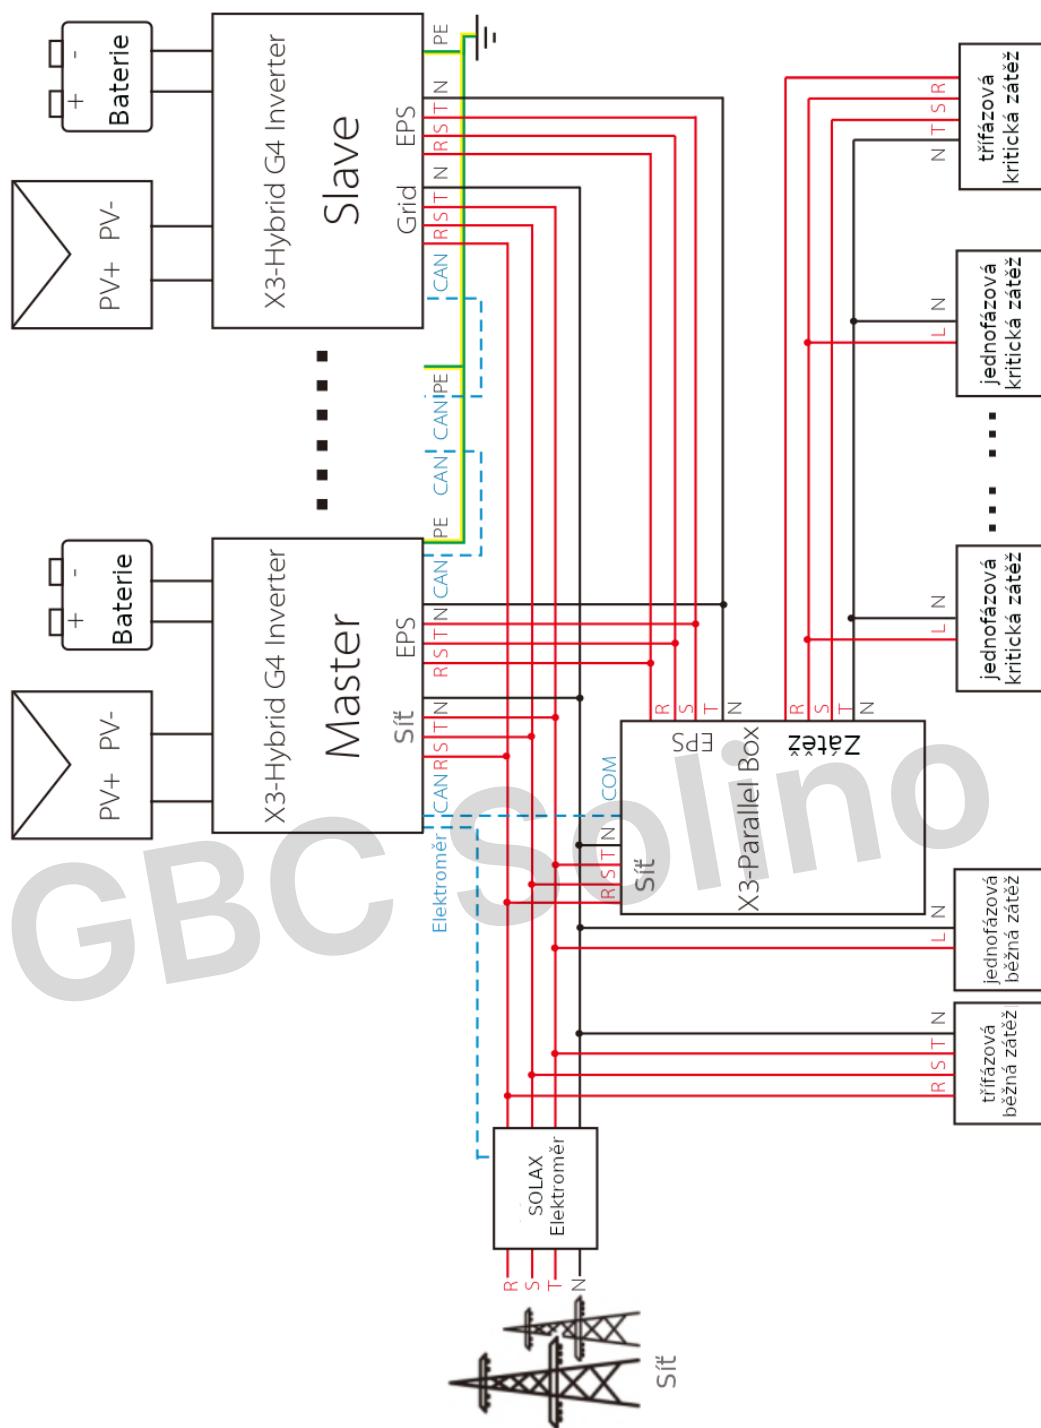 Baterie
-
+
PV+ PV-
X3-Hybrid G4 Inverter
Slave
PE
N
T
S
R
EPS
N
T
S
R
Grid
CAN
PE
CAN
CAN
PE
CAN
Baterie
-
+
PV+ PV-
X3-Hybrid G4 Inverter
Master
N
T
S
R
EPS
N
T
S
R
Síť
CAN
Elektroměr
COM
R
S
T
N
EPS
R
S
T
N
Zátěž
X3-Parallel Box
N
T
S
R
Síť
R
S
T
N
třífázová
kritická zátěž
N
L
jednofázová
kritická zátěž
N
L
jednofázová
kritická zátěž
N
L
jednofázová
běžná zátěž
N
T
S
R
třífázová
běžná zátěž
SOLAX
Elektroměr
R
S
T
N
Síť
GBC Solino